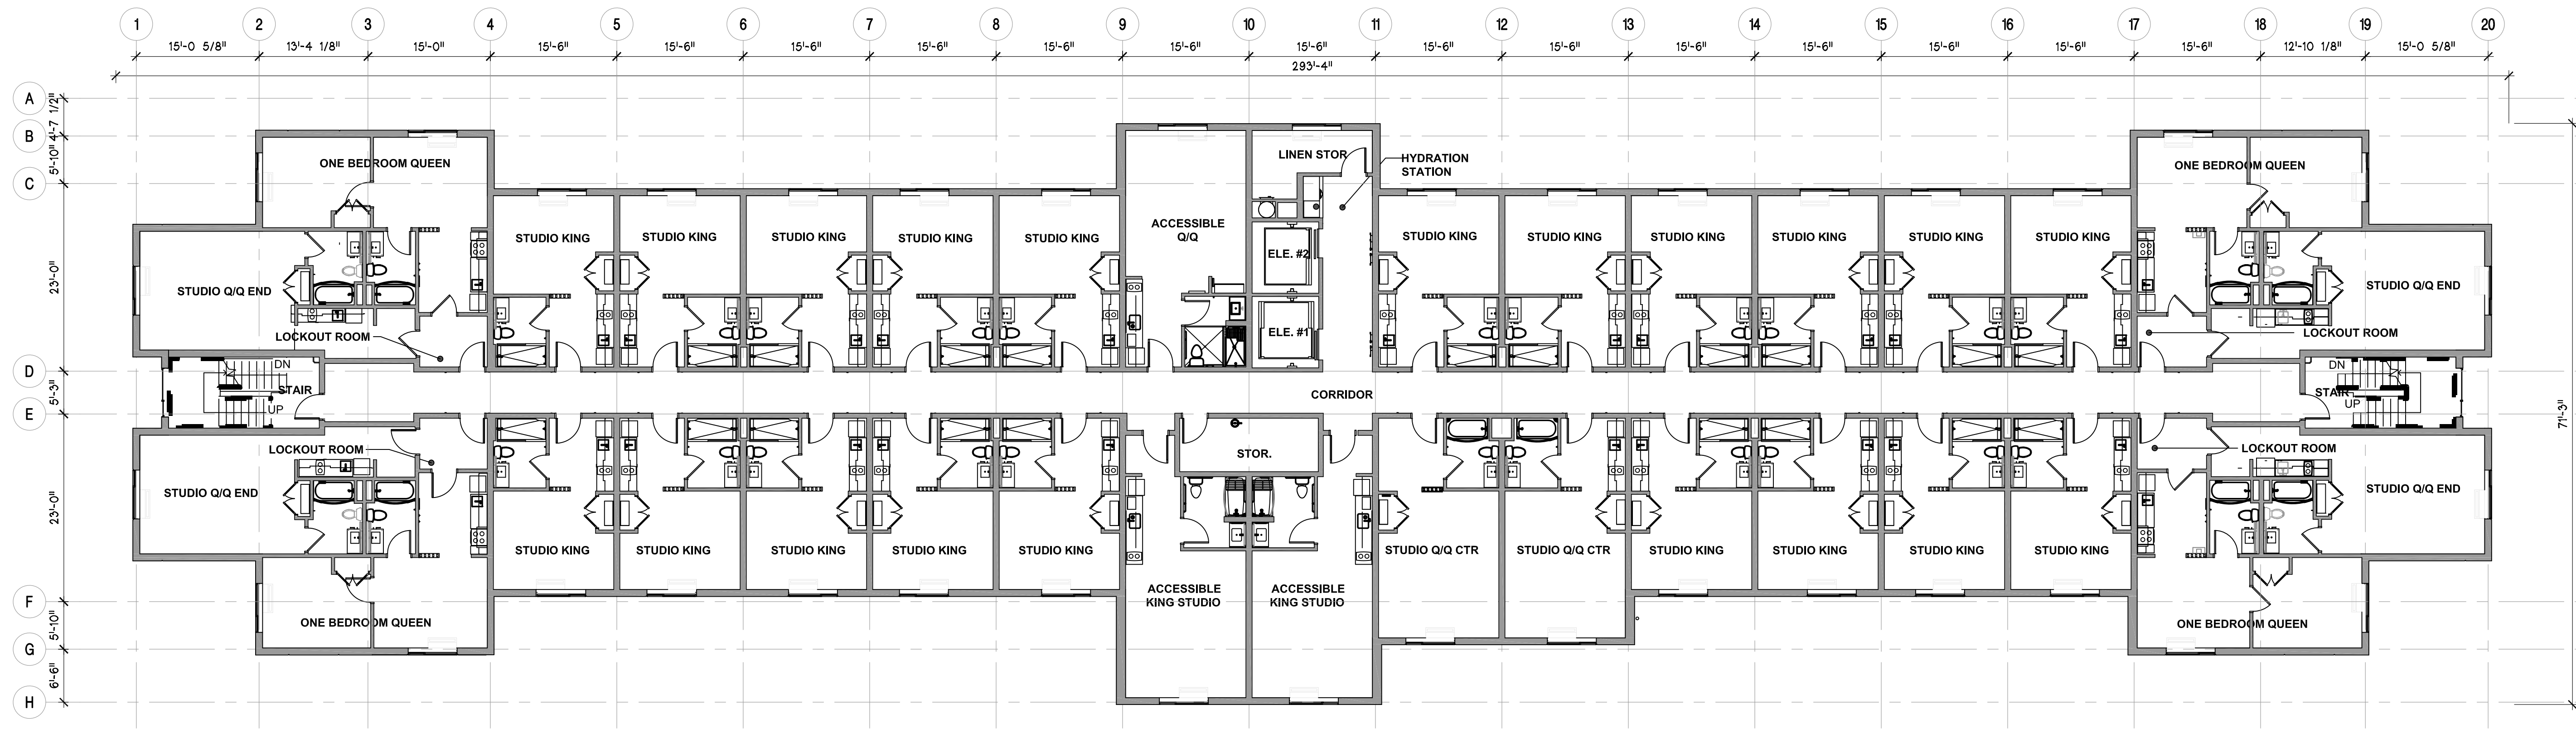 1 2 3 4 5 6 7 8 9 10 11 12 13 14 15 16 17 18 19 20
15'-0 5/8" 13'-4 1/8" 15'-0" 15'-6" 15'-6" 15'-6" 15'-6" 15'-6" 15'-6" 15'-6" 15'-6" 15'-6" 15'-6" 15'-6" 15'-6" 15'-6" 15'-6" 12'-10 1/8" 15'-0 5/8"
293'-4"
A
4'-7 1/2"
B
5'-10"
C
23'-0"
D
5'-3"
E
23'-0"
F
5'-10"
G
6'-6"
H
71'-3"
ONE BEDROOM QUEEN
LINEN STOR
HYDRATION
STATION
ONE BEDROOM QUEEN
STUDIO KING STUDIO KING STUDIO KING STUDIO KING STUDIO KING
ACCESSIBLE
Q/Q
STUDIO KING STUDIO KING STUDIO KING STUDIO KING STUDIO KING STUDIO KING
ELE. #2
STUDIO Q/Q END
STUDIO Q/Q END
LOCKOUT ROOM
ELE. #1
LOCKOUT ROOM
DN
STAIR
UP
CORRIDOR
DN
STAIR
UP
LOCKOUT ROOM
STOR.
LOCKOUT ROOM
STUDIO Q/Q END
STUDIO Q/Q END
STUDIO KING STUDIO KING STUDIO KING STUDIO KING STUDIO KING
STUDIO Q/Q CTR STUDIO Q/Q CTR STUDIO KING STUDIO KING STUDIO KING STUDIO KING
ACCESSIBLE
KING STUDIO
ACCESSIBLE
KING STUDIO
ONE BEDROOM QUEEN
ONE BEDROOM QUEEN